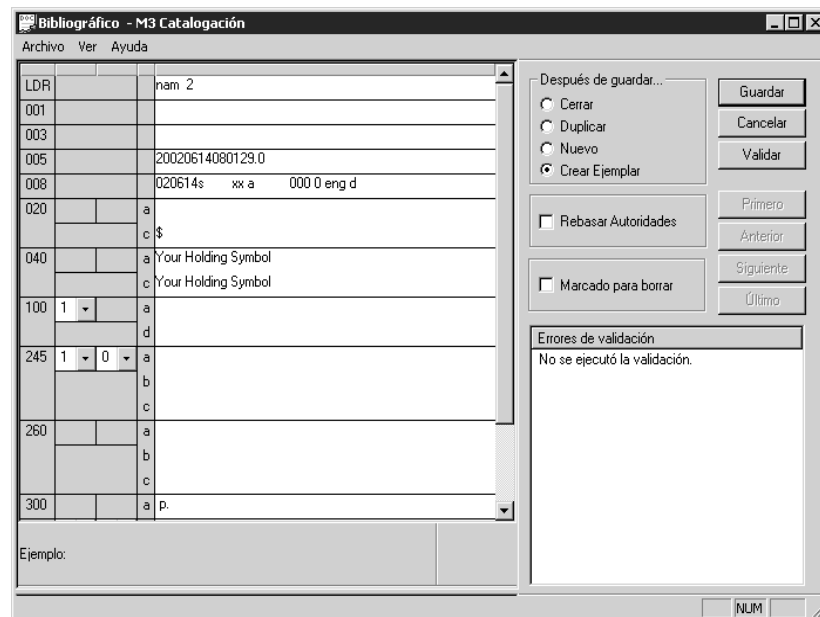 Bibliográfico - M3 Catalogación
Archivo Ver Ayuda
LDR nam 2
001
003
005 20020614080129.0
008 020614s xx a 000 0 eng d
020 a
c $
040 a Your Holding Symbol
c Your Holding Symbol
100 1 a
d
245 1 0 a
b
c
260 a
b
c
300 a p.
Ejemplo:
Después de guardar...
Cerrar
Duplicar
Nuevo
Crear Ejemplar
Rebasar Autoridades
Marcado para borrar
Guardar
Cancelar
Validar
Primero
Anterior
Siguiente
Último
Errores de validación
No se ejecutó la validación.
NUM